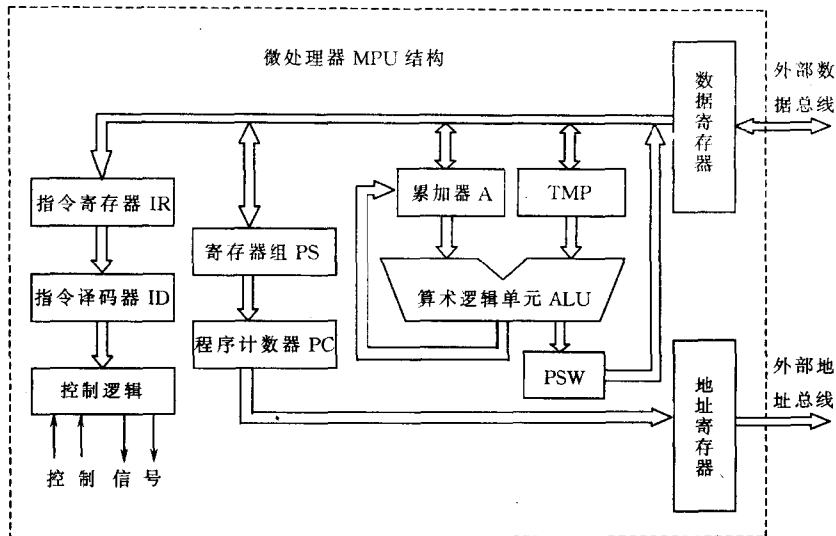 微处理器 MPU 结构
数据寄存器
外部数
据总线
指令寄存器 IR
累加器 A
TMP
寄存器组 PS
指令译码器 ID
算术逻辑单元 ALU
程序计数器 PC
控制逻辑
PSW
地址寄存器
外部地
址总线
控制信号